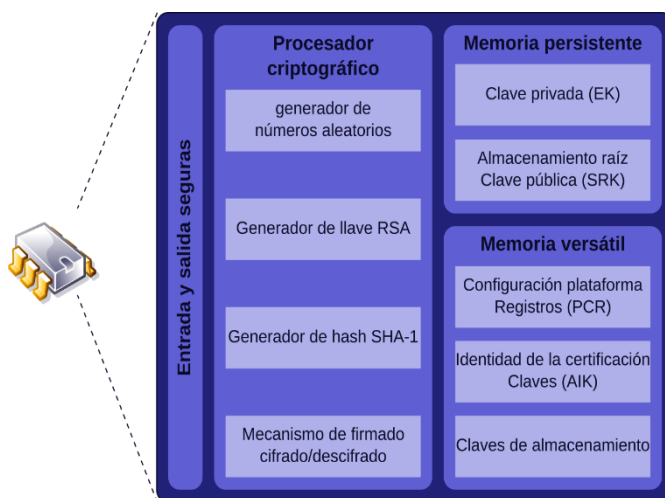 Entrada y salida seguras
Procesador
criptográfico
generador de
números aleatorios
Generador de llave RSA
Generador de hash SHA-1
Mecanismo de firmado
cifrado/descifrado
Memoria persistente
Clave privada (EK)
Almacenamiento raíz
Clave pública (SRK)
Memoria versátil
Configuración plataforma
Registros (PCR)
Identidad de la certificación
Claves (AIK)
Claves de almacenamiento